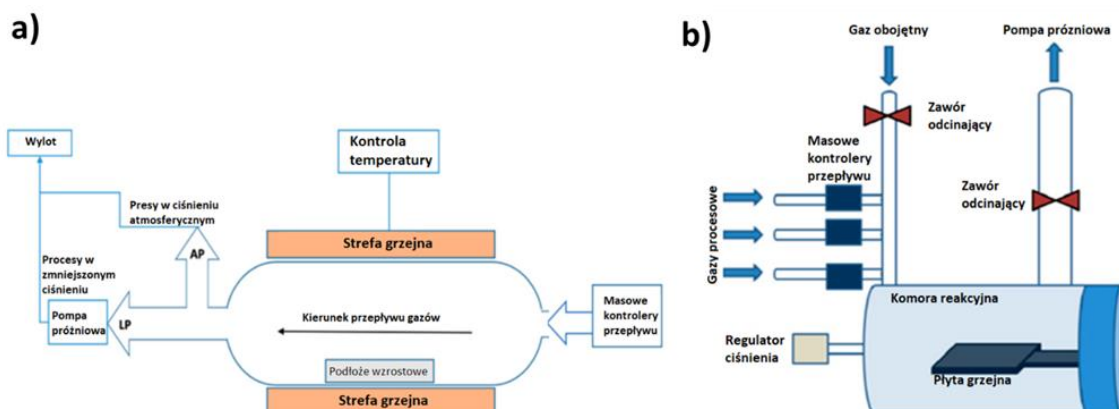 a)
Wylot
Kontrola
temperatury
Presy w ciśnieniu
atmosferycznym
Strefa grzejna
AP
Procesy w
zmniejszonym
ciśnieniu
Pompa
próżniowa
LP
Kierunek przepływu gazów
Masowe
kontrolery
przepływu
Podłoże wzrostowe
Strefa grzejna
b)
Gaz obojętny
Pompa prózniowa
Zawór
odcinający
Masowe
kontrolery
przepływu
Zawór
odcinający
Gazy procesowe
Komora reakcyjna
Regulator
ciśnienia
Płyta grzejna